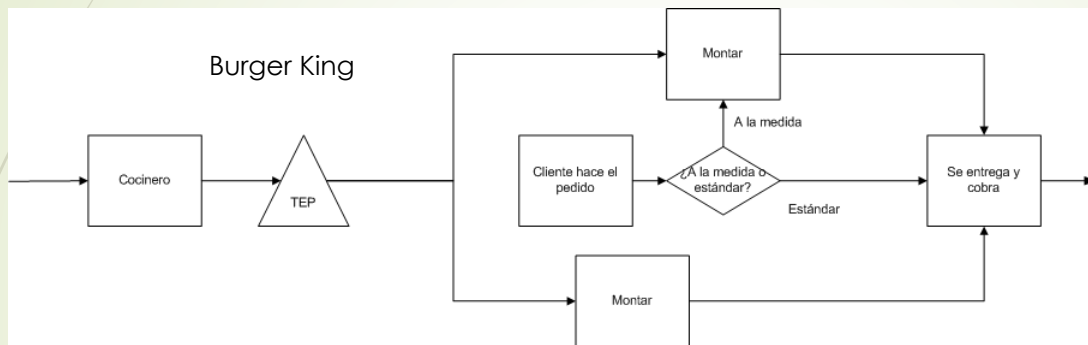 Burger King
Montar
A la medida
Cocinero
TEP
Cliente hace el
pedido
¿A la medida o
estándar?
Estándar
Se entrega y
cobra
Montar